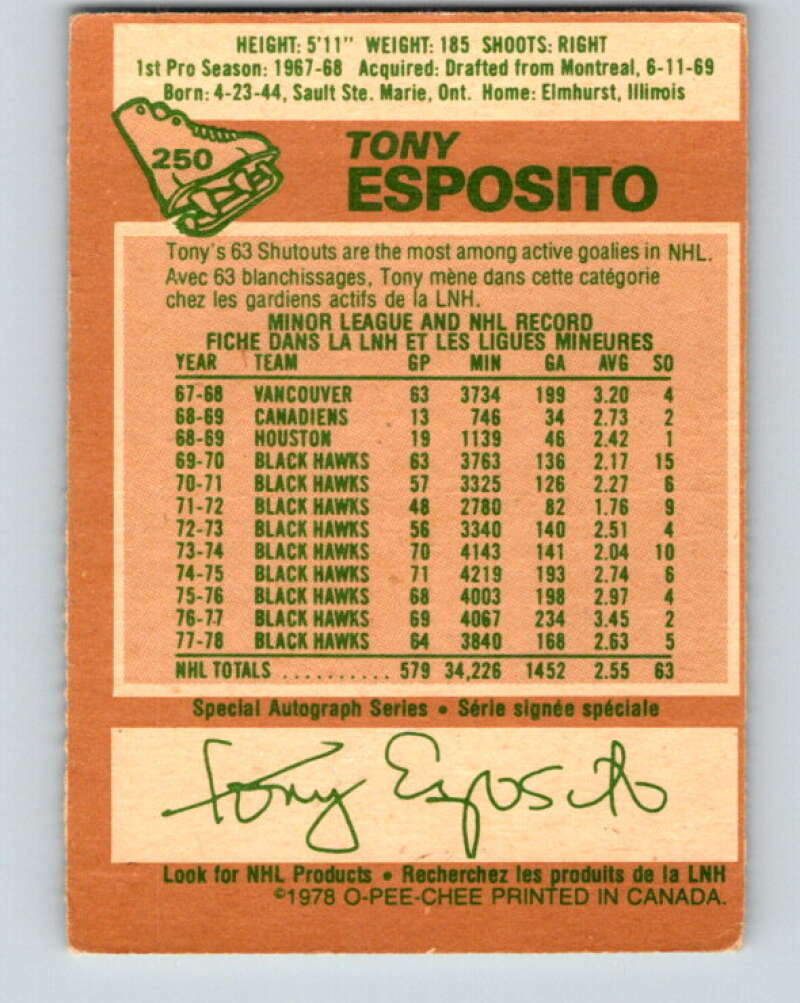 HEIGHT: 5'11" WEIGHT: 185 SHOOTS: RIGHT
1st Pro Season: 1967-68 Acquired: Drafted from Montreal, 6-11-69
Born: 4-23-44, Sault Ste. Marie, Ont. Home: Elmhurst, Illinois
250
TONY
ESPOSITO
Tony's 63 Shutouts are the most among active goalies in NHL.
Avec 63 blanchissages, Tony mène dans cette catégorie
chez les gardiens actifs de la LNH.
MINOR LEAGUE AND NHL RECORD
FICHE DANS LA LNH ET LES LIGUES MINEURES
YEAR TEAM GP MIN GA AVG SO
67-68 VANCOUVER 63 3734 199 3.20 4
68-69 CANADIENS 13 746 34 2.73 2
68-69 HOUSTON 19 1139 46 2.42 1
69-70 BLACK HAWKS 63 3763 136 2.17 15
70-71 BLACK HAWKS 57 3325 126 2.27 6
71-72 BLACK HAWKS 48 2780 82 1.76 9
72-73 BLACK HAWKS 56 3340 140 2.51 4
73-74 BLACK HAWKS 70 4143 141 2.04 10
74-75 BLACK HAWKS 71 4219 193 2.74 6
75-76 BLACK HAWKS 68 4003 198 2.97 4
76-77 BLACK HAWKS 69 4067 234 3.45 2
77-78 BLACK HAWKS 64 3840 168 2.63 5
NHL TOTALS .......... 579 34,226 1452 2.55 63
Special Autograph Series • Série signée spéciale
Tony Esposito
Look for NHL Products • Recherchez les produits de la LNH
©1978 O-PEE-CHEE PRINTED IN CANADA.